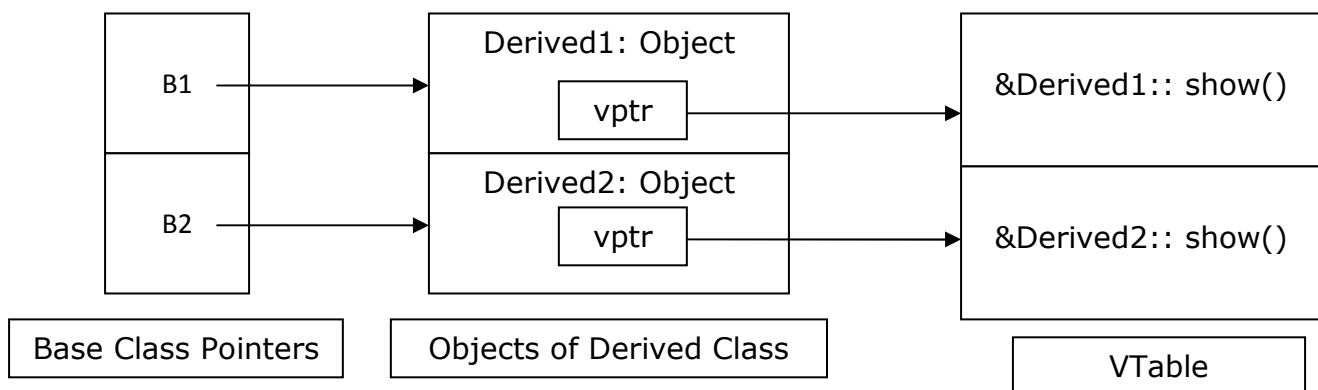 B1
Derived1: Object
vptr
&Derived1:: show()
B2
Derived2: Object
vptr
&Derived2:: show()
Base Class Pointers
Objects of Derived Class
VTable